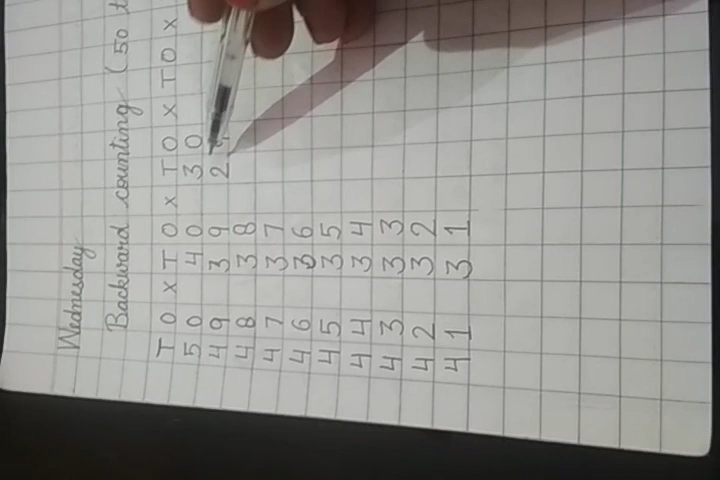 Wednesday
Backward counting (50 t
T O X T O X T O X T O X
5 0 4 0 3 0
4 9 3 9 2
4 8 3 8
4 7 3 7
4 6 3 6
4 5 3 5
4 4 3 4
4 3 3 3
4 2 3 2
4 1 3 1